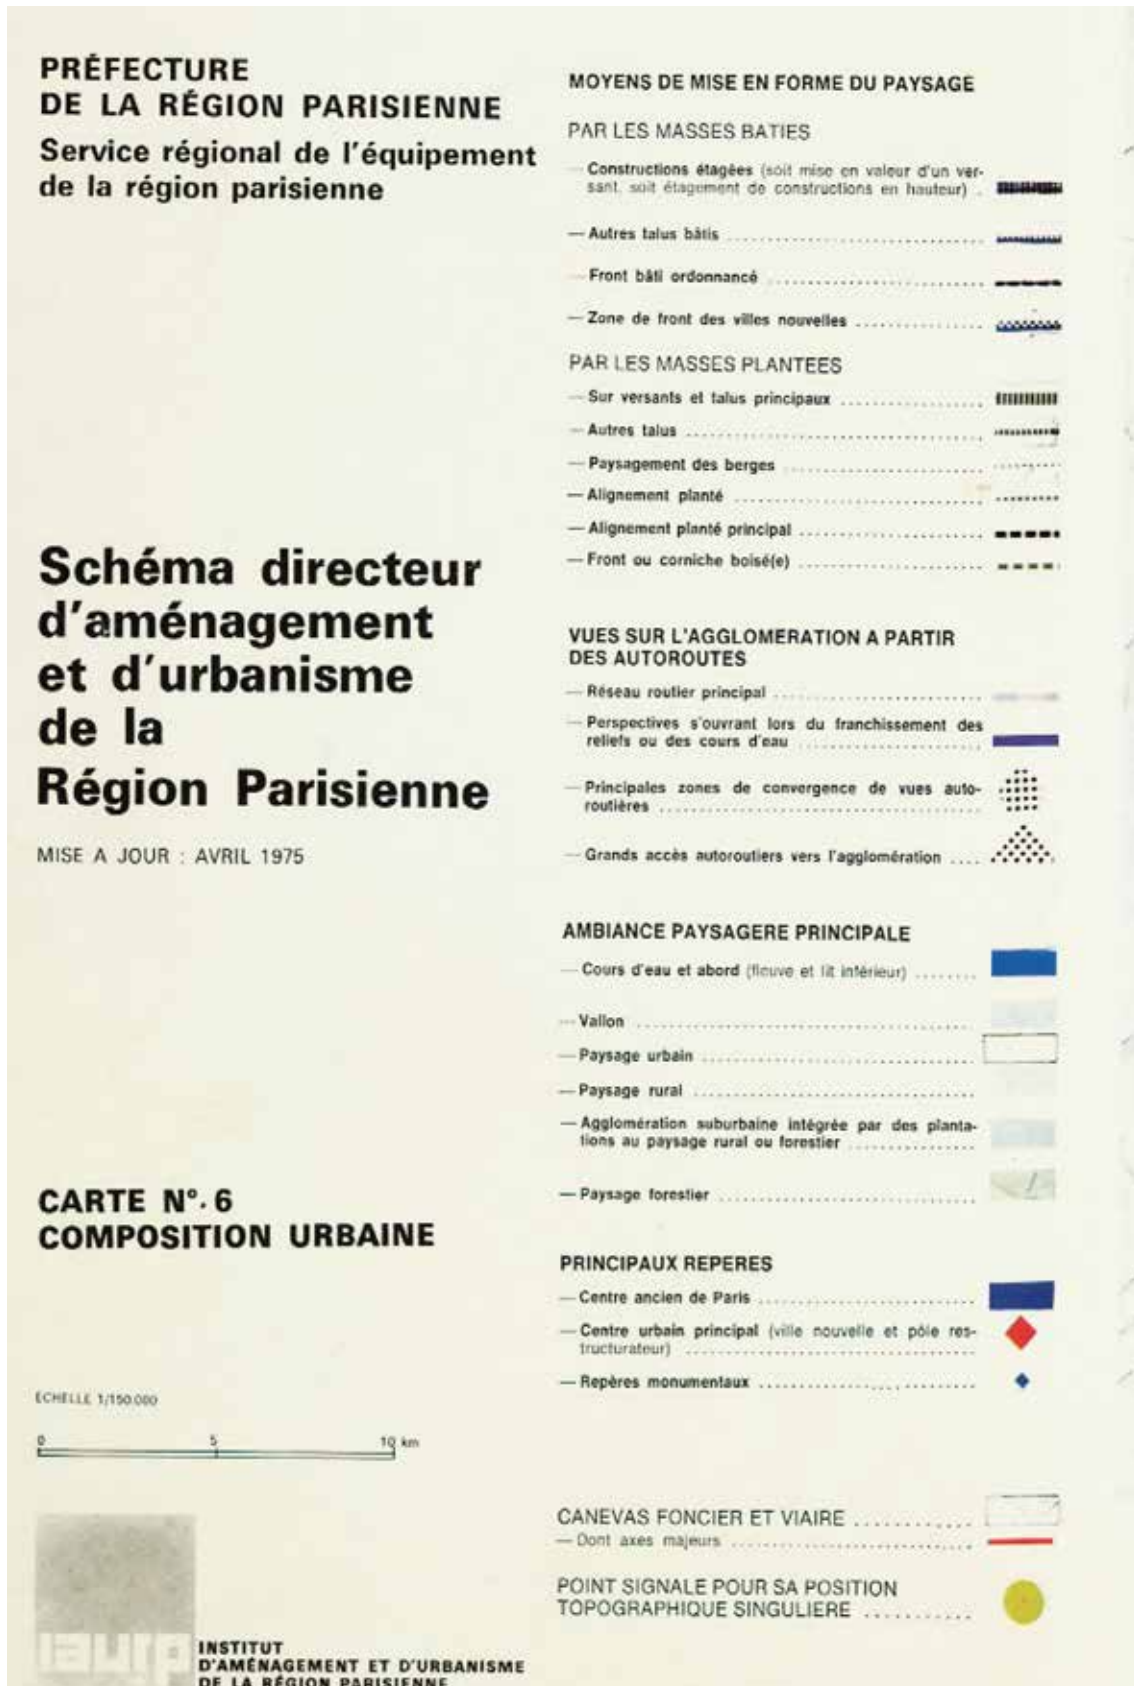 PRÉFECTURE
DE LA RÉGION PARISIENNE
Service régional de l'équipement
de la région parisienne
Schéma directeur
d'aménagement
et d'urbanisme
de la
Région Parisienne
MISE A JOUR : AVRIL 1975
CARTE N° 6
COMPOSITION URBAINE
ECHELLE 1/150.000
0 5 10 km
iaurp
INSTITUT
D'AMÉNAGEMENT ET D'URBANISME
DE LA RÉGION PARISIENNE
MOYENS DE MISE EN FORME DU PAYSAGE
PAR LES MASSES BATIES
— Constructions étagées (soit mise en valeur d'un ver-
sant, soit étagement de constructions en hauteur) .
— Autres talus bâtis
— Front bâti ordonnancé
— Zone de front des villes nouvelles
PAR LES MASSES PLANTEES
— Sur versants et talus principaux
— Autres talus
— Paysagement des berges
— Alignement planté
— Alignement planté principal
— Front ou corniche boisé(e)
VUES SUR L'AGGLOMERATION A PARTIR
DES AUTOROUTES
— Réseau routier principal
— Perspectives s'ouvrant lors du franchissement des
reliefs ou des cours d'eau
— Principales zones de convergence de vues auto-
routières
— Grands accès autoroutiers vers l'agglomération ....
AMBIANCE PAYSAGERE PRINCIPALE
— Cours d'eau et abord (fleuve et lit inférieur) ........
— Vallon
— Paysage urbain
— Paysage rural
— Agglomération suburbaine intégrée par des planta-
tions au paysage rural ou forestier
— Paysage forestier
PRINCIPAUX REPERES
— Centre ancien de Paris
— Centre urbain principal (ville nouvelle et pôle res-
tructurateur)
— Repères monumentaux
CANEVAS FONCIER ET VIAIRE
— Dont axes majeurs
POINT SIGNALE POUR SA POSITION
TOPOGRAPHIQUE SINGULIERE